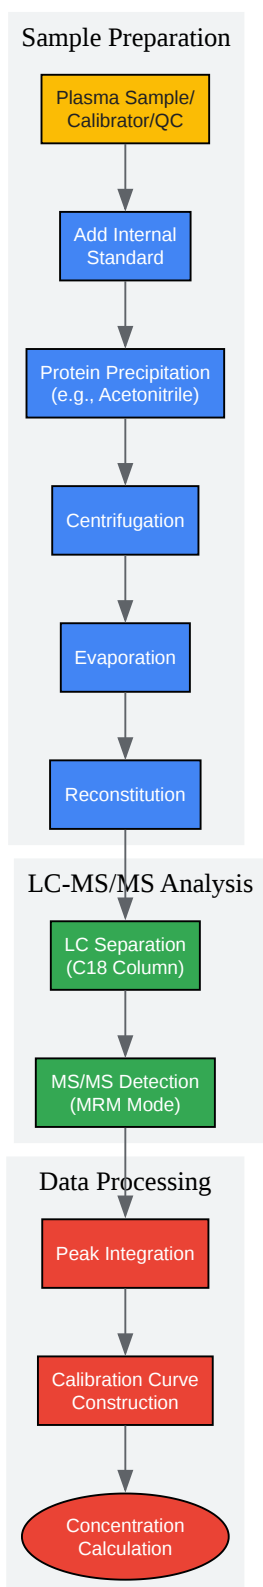 Sample Preparation
Plasma Sample/
Calibrator/QC
Add Internal
Standard
Protein Precipitation
(e.g., Acetonitrile)
Centrifugation
Evaporation
Reconstitution
LC-MS/MS Analysis
LC Separation
(C18 Column)
MS/MS Detection
(MRM Mode)
Data Processing
Peak Integration
Calibration Curve
Construction
Concentration
Calculation